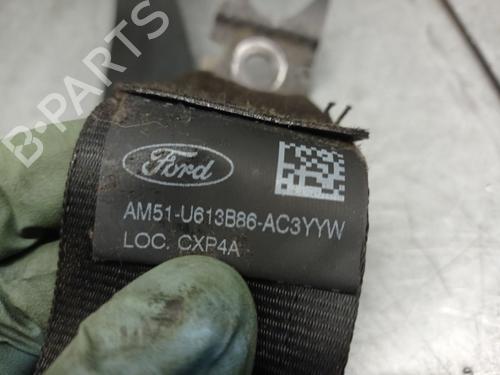 B-PARTS
Ford
AM51-U613B86-AC3YYW
LOC. CXP4A